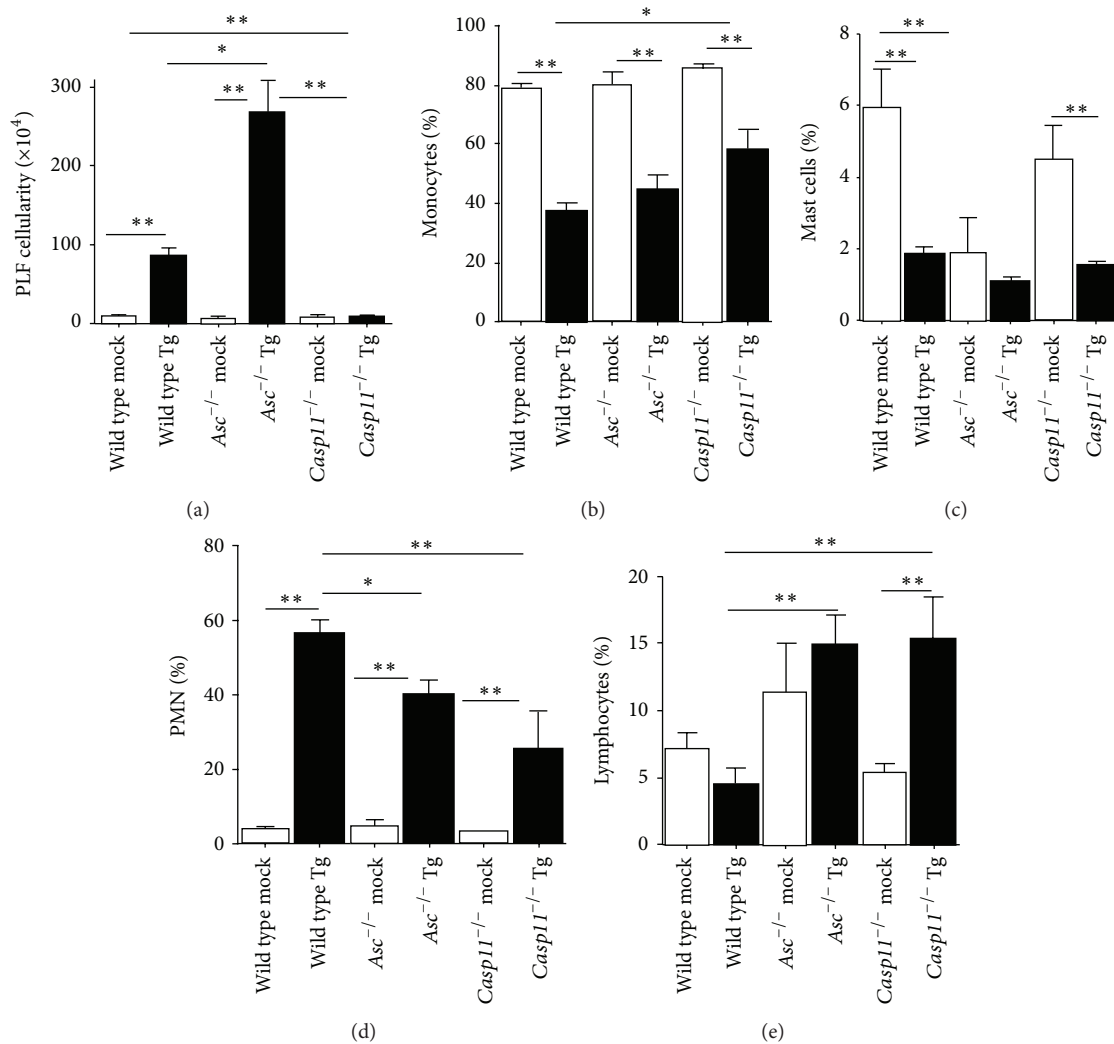 **
*
** **
**
300
200
100
0
PLF cellularity (×10⁴)
Wild type mock
Wild type Tg
Asc⁻/⁻ mock
Asc⁻/⁻ Tg
Casp11⁻/⁻ mock
Casp11⁻/⁻ Tg
(a)
*
** ** **
100
80
60
40
20
0
Monocytes (%)
Wild type mock
Wild type Tg
Asc⁻/⁻ mock
Asc⁻/⁻ Tg
Casp11⁻/⁻ mock
Casp11⁻/⁻ Tg
(b)
**
**
**
8
6
4
2
0
Mast cells (%)
Wild type mock
Wild type Tg
Asc⁻/⁻ mock
Asc⁻/⁻ Tg
Casp11⁻/⁻ mock
Casp11⁻/⁻ Tg
(c)
**
** *
** **
80
60
40
20
0
PMN (%)
Wild type mock
Wild type Tg
Asc⁻/⁻ mock
Asc⁻/⁻ Tg
Casp11⁻/⁻ mock
Casp11⁻/⁻ Tg
(d)
**
** **
20
15
10
5
0
Lymphocytes (%)
Wild type mock
Wild type Tg
Asc⁻/⁻ mock
Asc⁻/⁻ Tg
Casp11⁻/⁻ mock
Casp11⁻/⁻ Tg
(e)